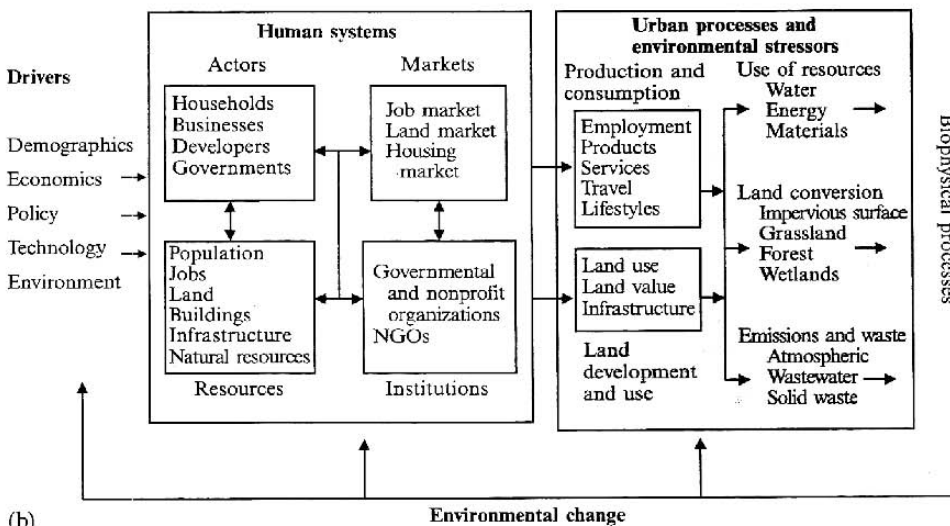 Drivers
Demographics
Economics
Policy
Technology
Environment
Human systems
Actors
Households
Businesses
Developers
Governments
Markets
Job market
Land market
Housing
market
Population
Jobs
Land
Buildings
Infrastructure
Natural resources
Resources
Governmental
and nonprofit
organizations
NGOs
Institutions
Urban processes and
environmental stressors
Production and
consumption
Employment
Products
Services
Travel
Lifestyles
Land use
Land value
Infrastructure
Land
development
and use
Use of resources
Water
Energy
Materials
Land conversion
Impervious surface
Grassland
Forest
Wetlands
Emissions and waste
Atmospheric
Wastewater
Solid waste
Biophysical processes
(b)
Environmental change